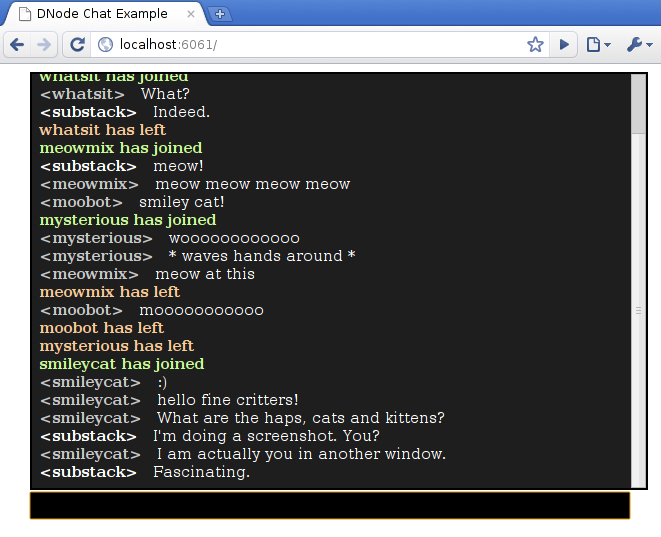 DNode Chat Example
localhost:6061/
whatsit has joined
<whatsit> What?
<substack> Indeed.
whatsit has left
meowmix has joined
<substack> meow!
<meowmix> meow meow meow meow
<moobot> smiley cat!
mysterious has joined
<mysterious> woooooooooooo
<mysterious> * waves hands around *
<meowmix> meow at this
meowmix has left
<moobot> mooooooooooo
moobot has left
mysterious has left
smileycat has joined
<smileycat> :)
<smileycat> hello fine critters!
<smileycat> What are the haps, cats and kittens?
<substack> I'm doing a screenshot. You?
<smileycat> I am actually you in another window.
<substack> Fascinating.